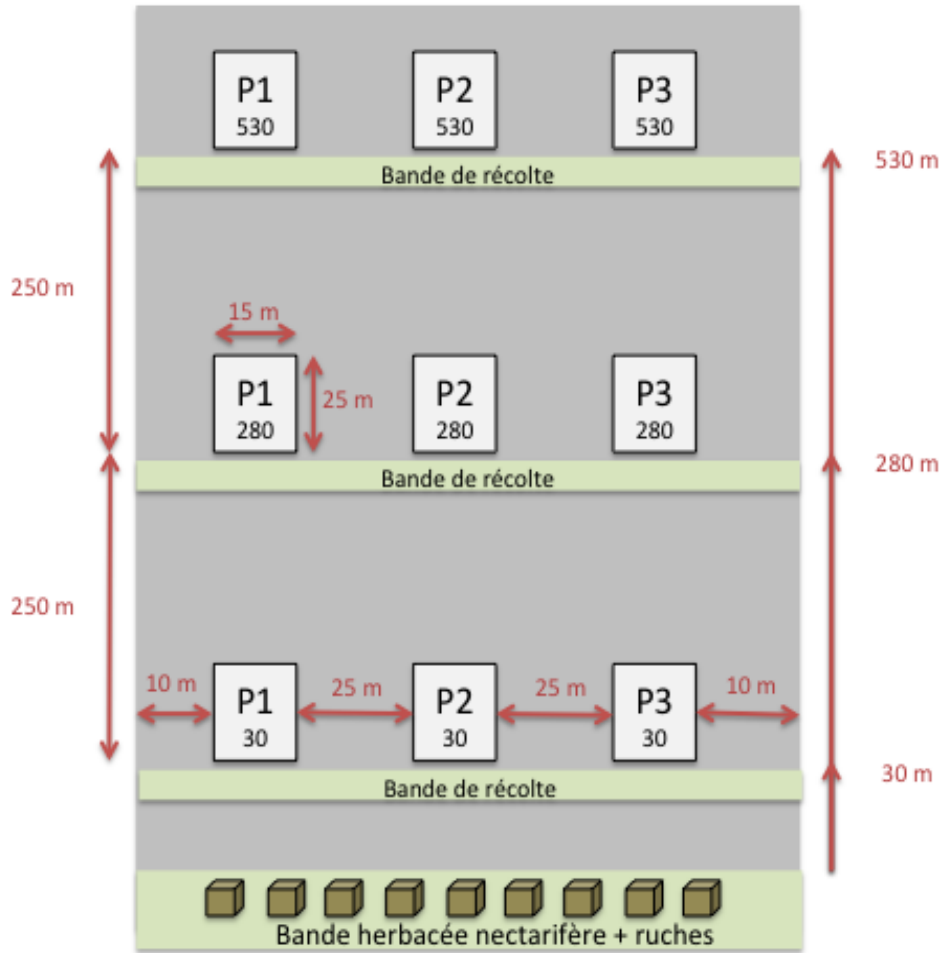 P1 P2 P3
530 530 530
530 m
Bande de récolte
250 m
15 m
P1 P2 P3
25 m
280 280 280
280 m
Bande de récolte
250 m
10 m P1 25 m P2 25 m P3 10 m
30 30 30
30 m
Bande de récolte
Bande herbacée nectarifère + ruches